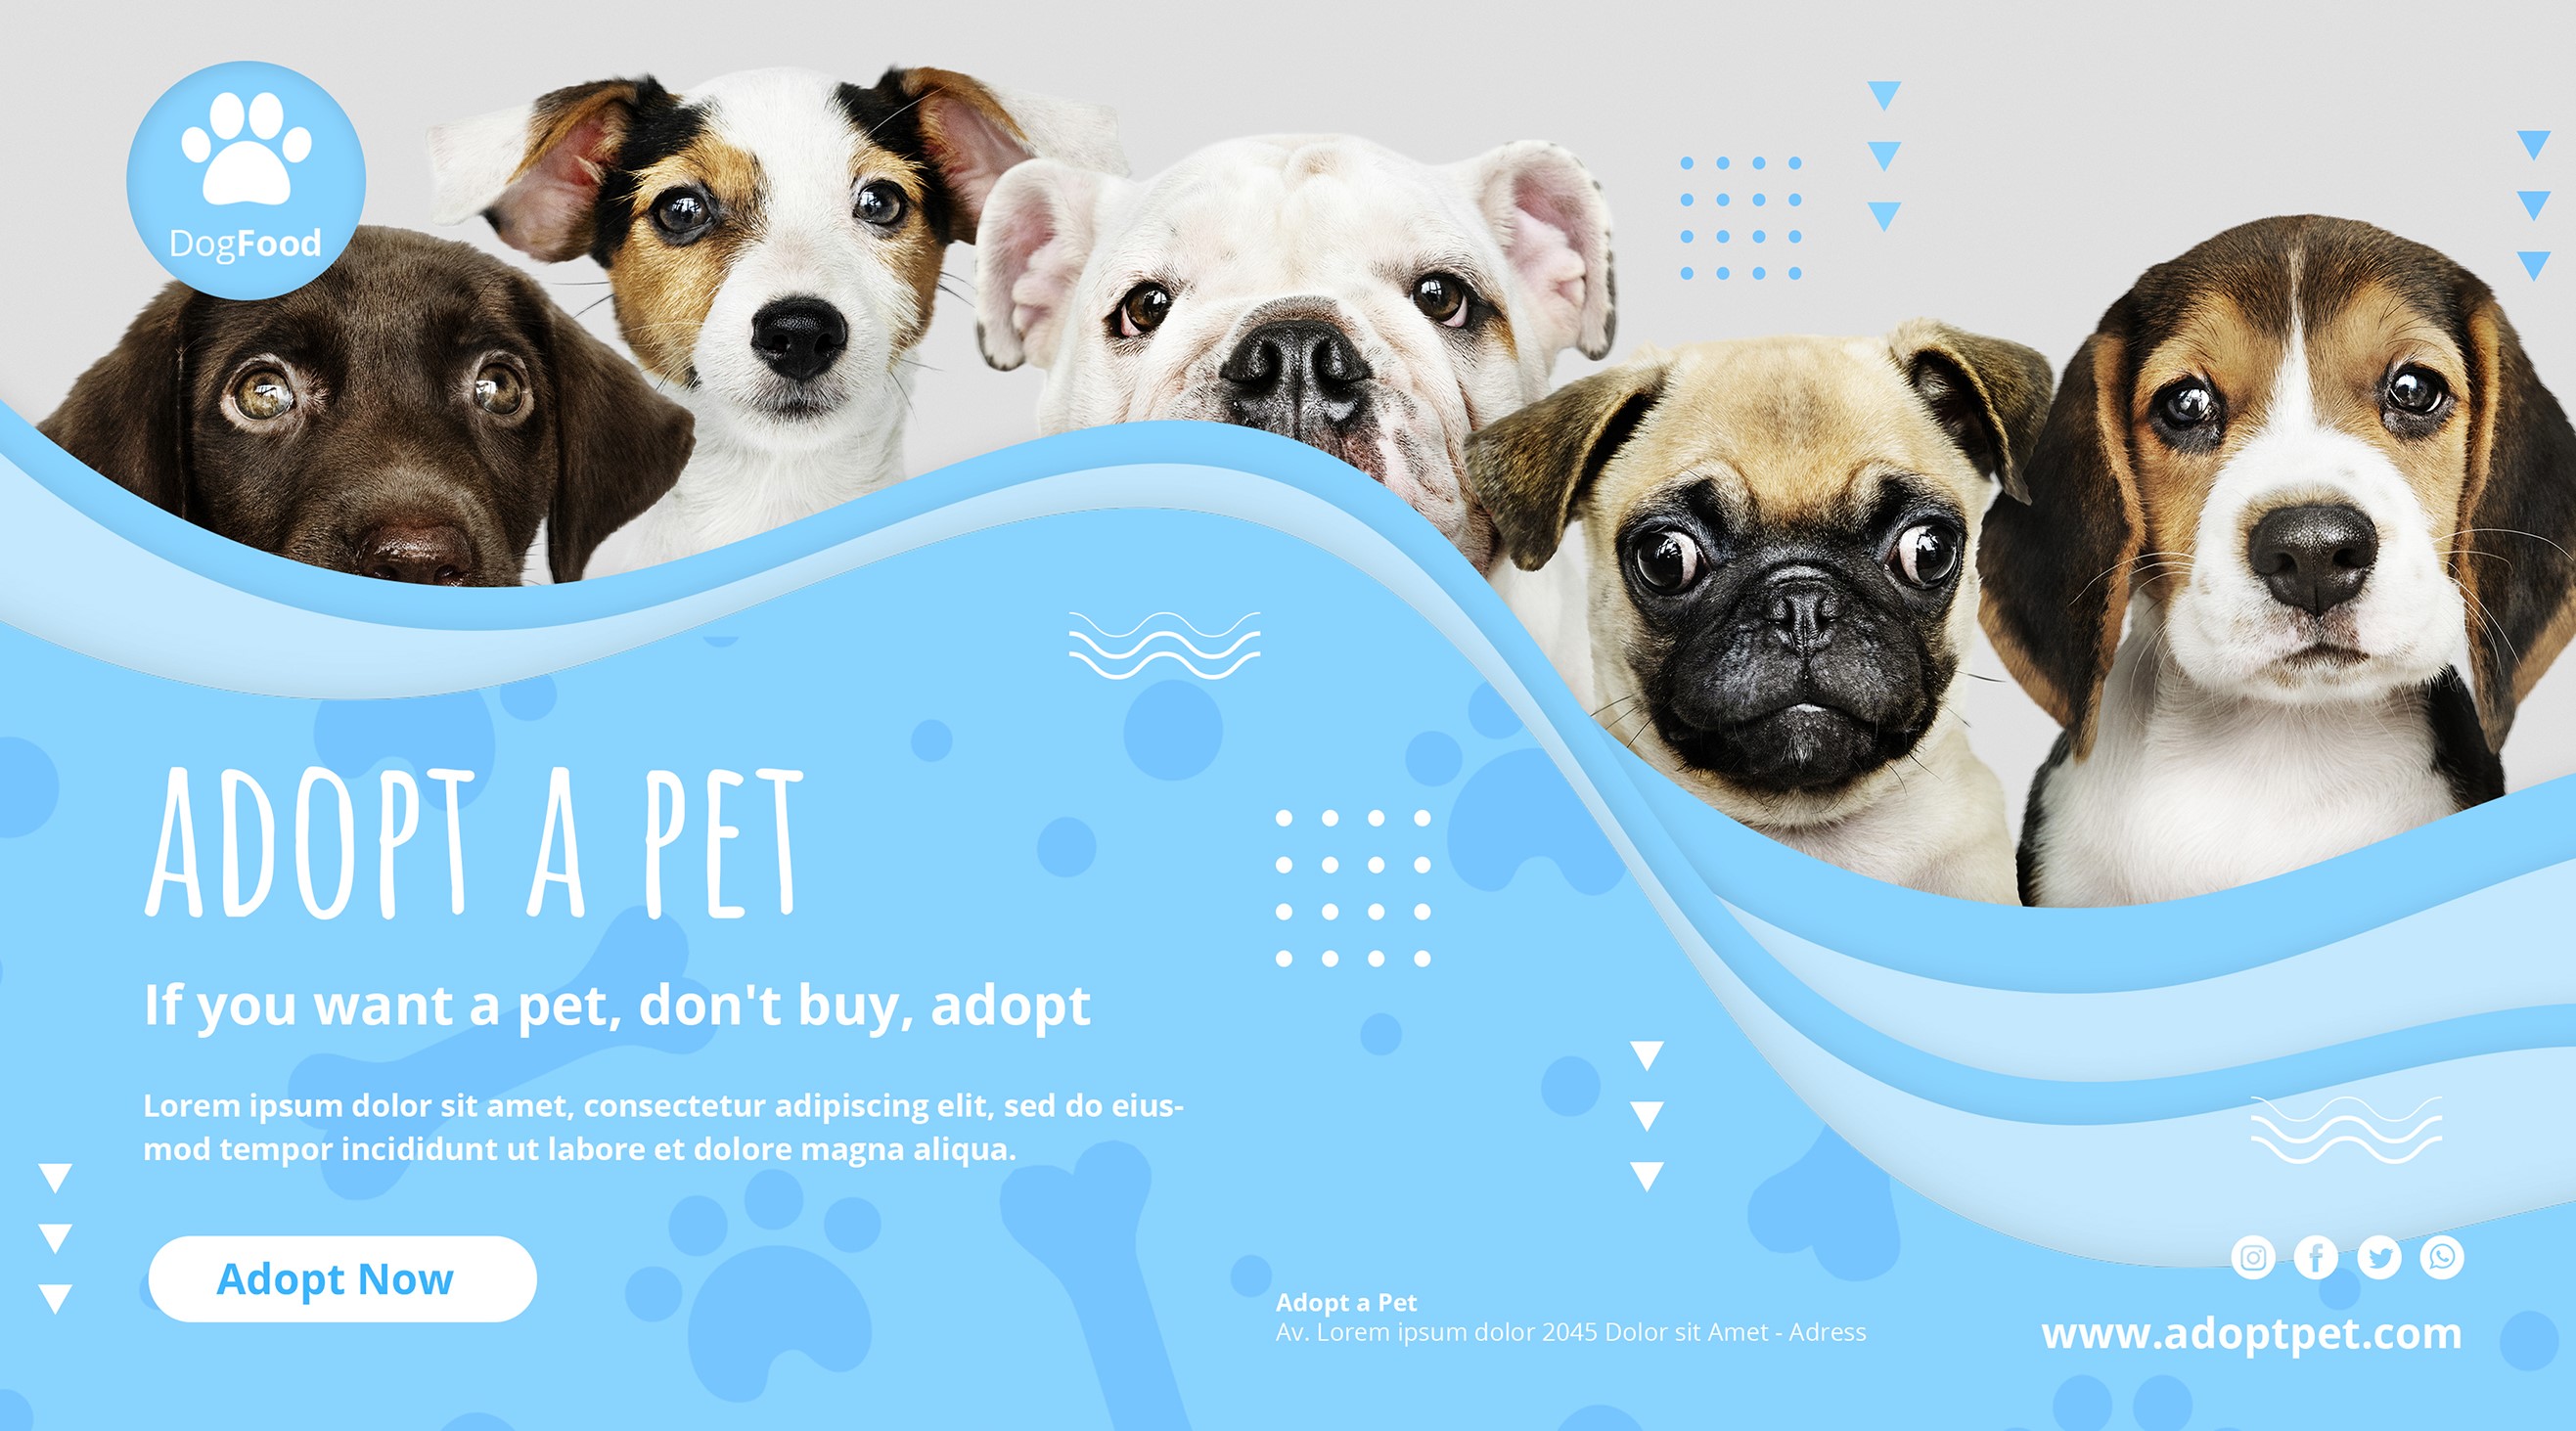 DogFood
ADOPT A PET
If you want a pet, don't buy, adopt
Lorem ipsum dolor sit amet, consectetur adipiscing elit, sed do eius-
mod tempor incididunt ut labore et dolore magna aliqua.
Adopt Now
Adopt a Pet
Av. Lorem ipsum dolor 2045 Dolor sit Amet - Adress
www.adoptpet.com